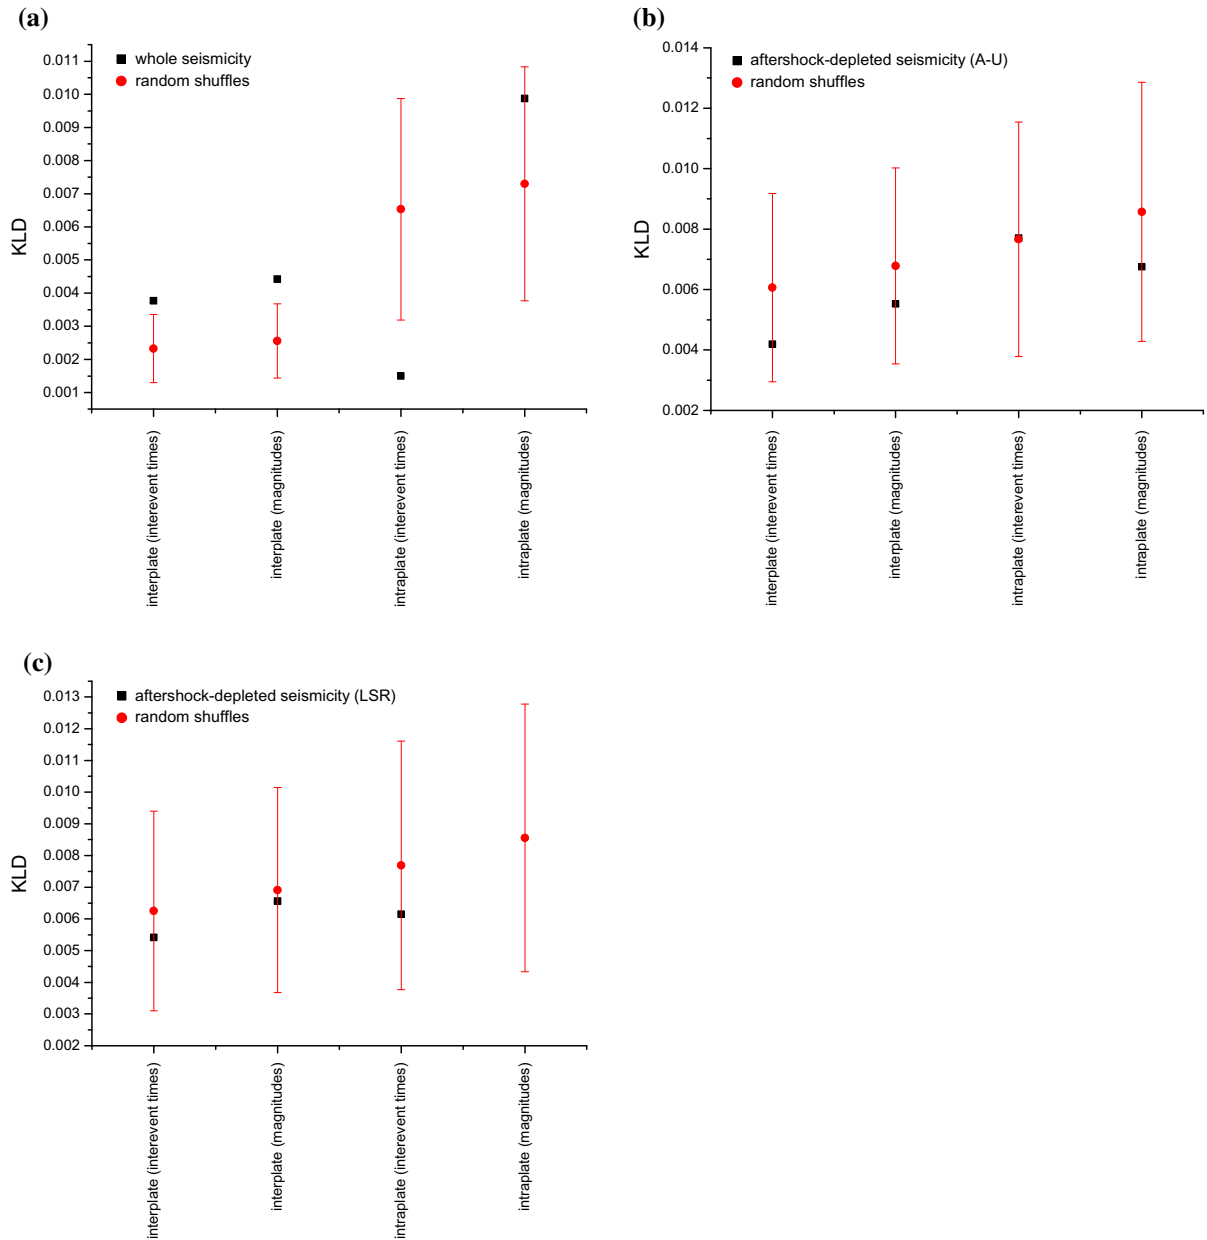 (a)
whole seismicity
random shuffles
KLD
0.011
0.010
0.009
0.008
0.007
0.006
0.005
0.004
0.003
0.002
0.001
interplate (interevent times)
interplate (magnitudes)
intraplate (interevent times)
intraplate (magnitudes)
(b)
aftershock-depleted seismicity (A-U)
random shuffles
KLD
0.014
0.012
0.010
0.008
0.006
0.004
0.002
interplate (interevent times)
interplate (magnitudes)
intraplate (interevent times)
intraplate (magnitudes)
(c)
aftershock-depleted seismicity (LSR)
random shuffles
KLD
0.013
0.012
0.011
0.010
0.009
0.008
0.007
0.006
0.005
0.004
0.003
0.002
interplate (interevent times)
interplate (magnitudes)
intraplate (interevent times)
intraplate (magnitudes)